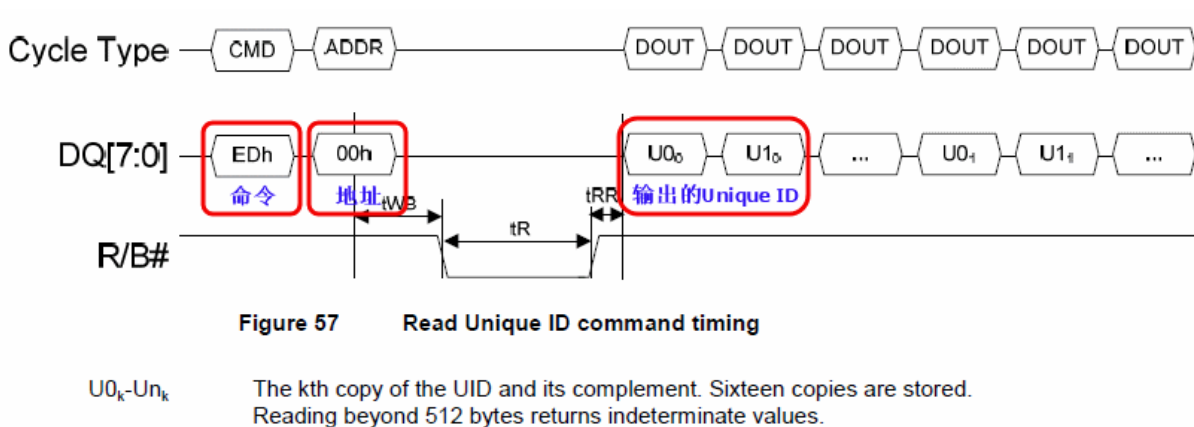 Cycle Type CMD ADDR DOUT DOUT DOUT DOUT DOUT DOUT
DQ[7:0] EDh 00h U0₀ U1₀ ... U0₁ U1₁ ...
命令 地址 tWB tRR 输出的Unique ID
tR
R/B#
Figure 57 Read Unique ID command timing
U0ₖ-Unₖ The kth copy of the UID and its complement. Sixteen copies are stored.
Reading beyond 512 bytes returns indeterminate values.